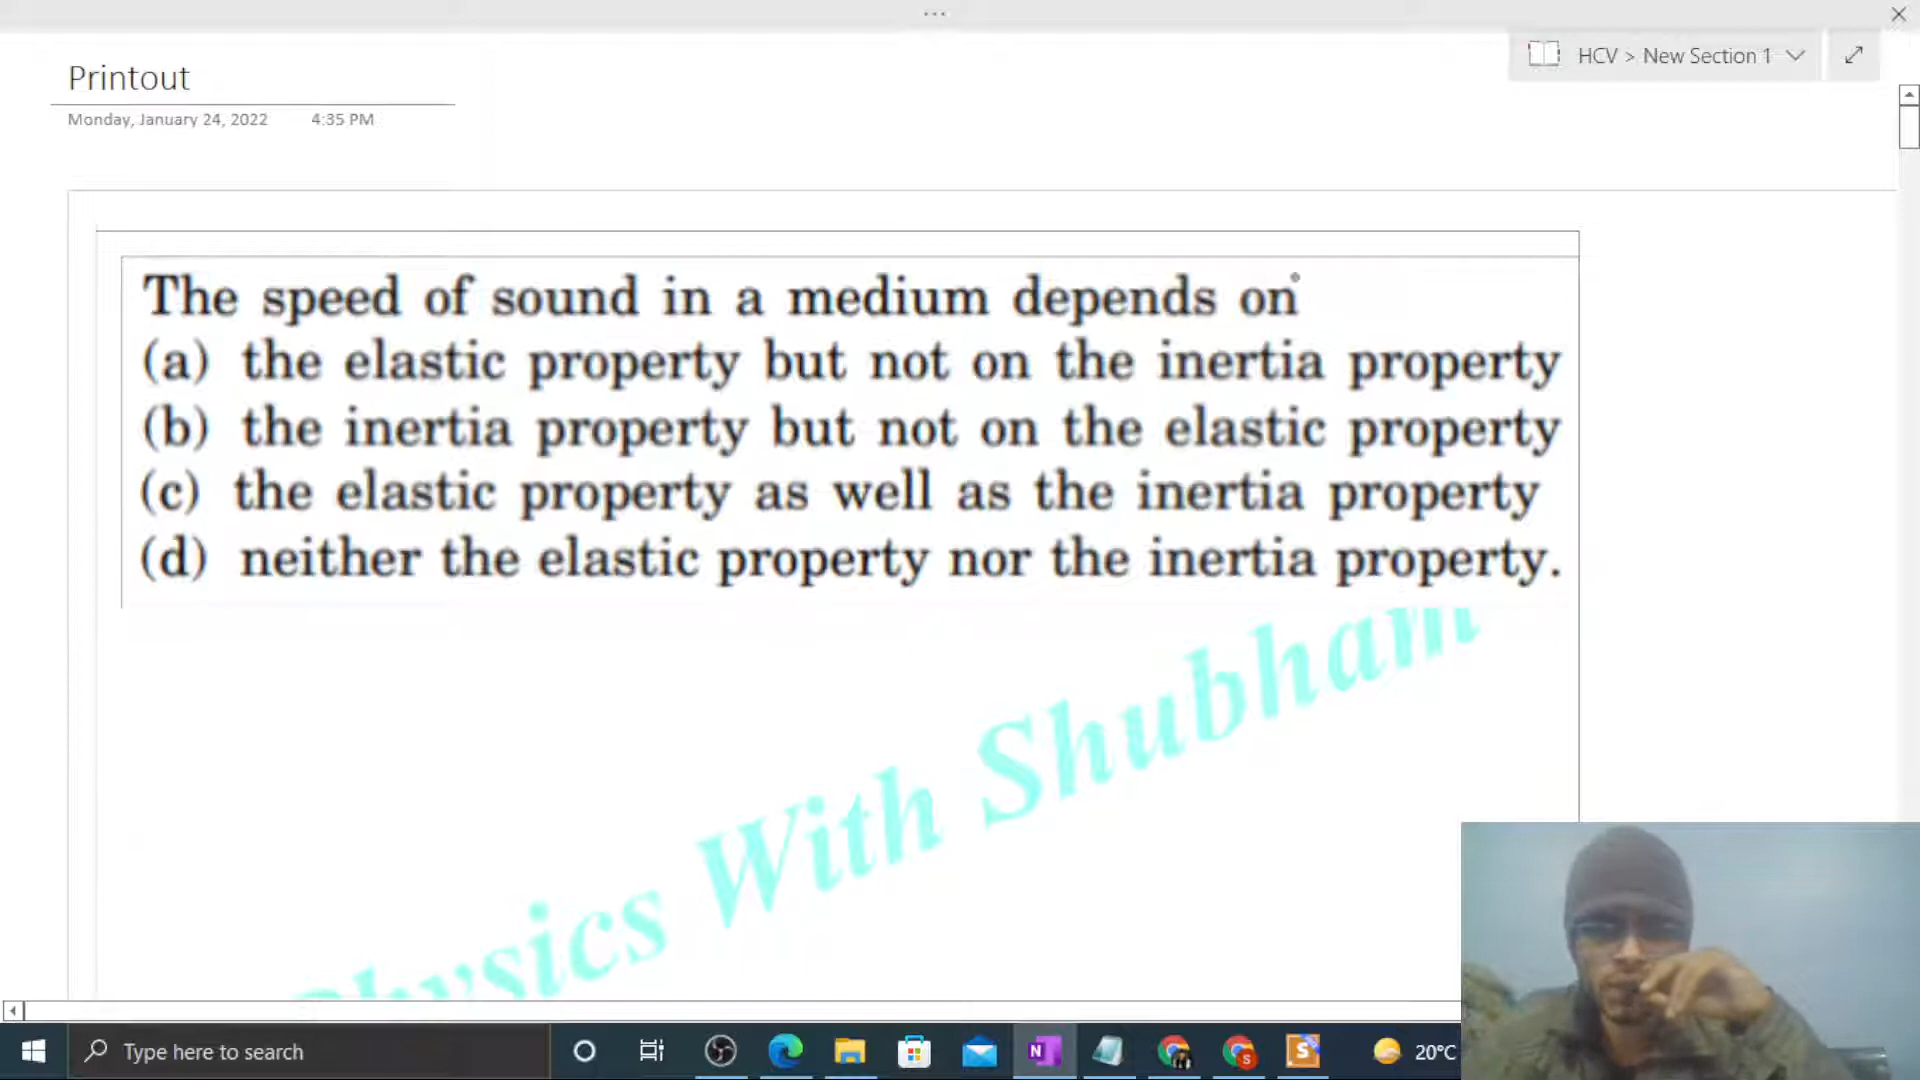 ...
HCV > New Section 1
Printout
Monday, January 24, 2022 4:35 PM
The speed of sound in a medium depends on
(a) the elastic property but not on the inertia property
(b) the inertia property but not on the elastic property
(c) the elastic property as well as the inertia property
(d) neither the elastic property nor the inertia property.
Physics With Shubham
Type here to search
20°C